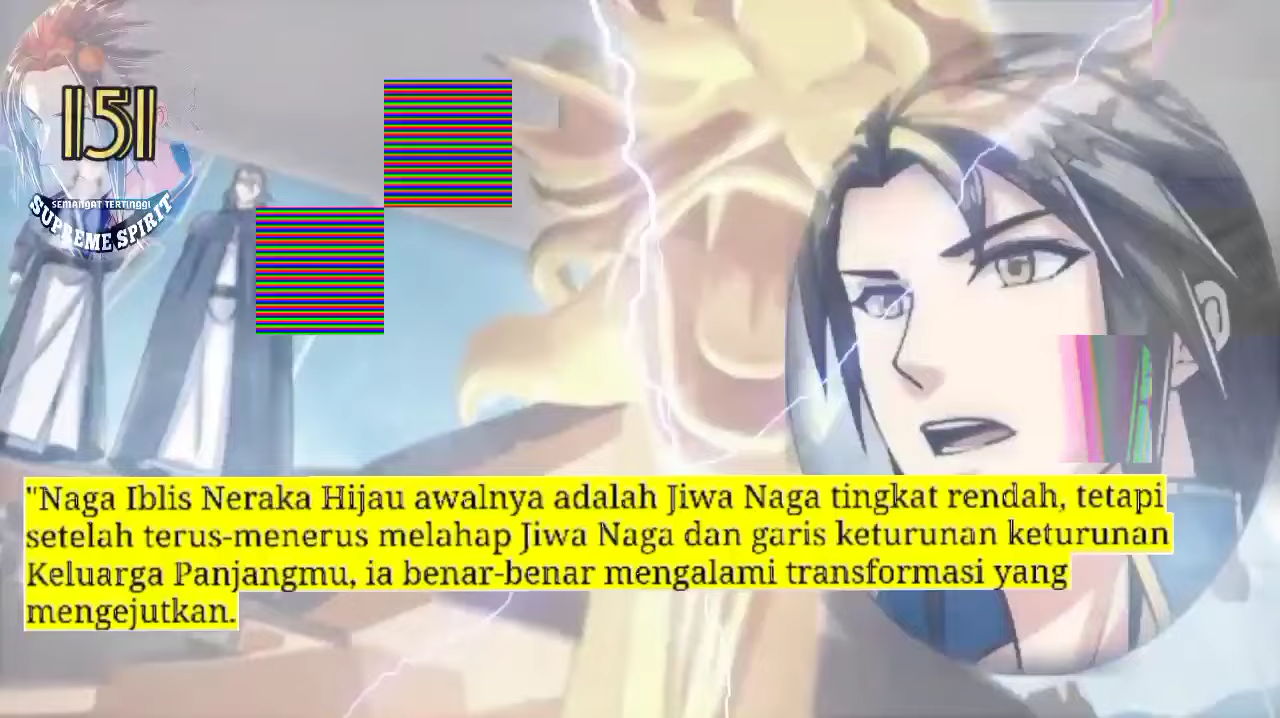 151
SEMANGAT TERTINGGI
SUPREME SPIRIT
"Naga Iblis Neraka Hijau awalnya adalah Jiwa Naga tingkat rendah, tetapi
setelah terus-menerus melahap Jiwa Naga dan garis keturunan keturunan
Keluarga Panjangmu, ia benar-benar mengalami transformasi yang
mengejutkan.